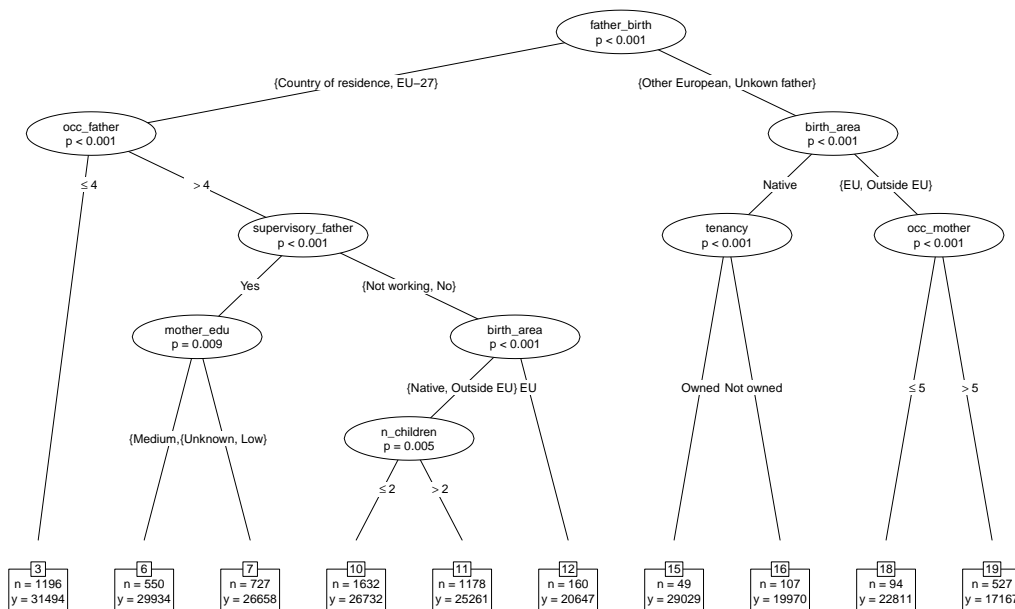 father_birth
p < 0.001
{Country of residence, EU−27}
{Other European, Unkown father}
occ_father
p < 0.001
birth_area
p < 0.001
≤ 4
> 4
Native
{EU, Outside EU}
supervisory_father
p < 0.001
tenancy
p < 0.001
occ_mother
p < 0.001
Yes
{Not working, No}
mother_edu
p = 0.009
birth_area
p < 0.001
{Native, Outside EU}
EU
Owned
Not owned
≤ 5
> 5
{Medium,
{Unknown, Low}
n_children
p = 0.005
≤ 2
> 2
3
n = 1196
y = 31494
6
n = 550
y = 29934
7
n = 727
y = 26658
10
n = 1632
y = 26732
11
n = 1178
y = 25261
12
n = 160
y = 20647
15
n = 49
y = 29029
16
n = 107
y = 19970
18
n = 94
y = 22811
19
n = 527
y = 17167